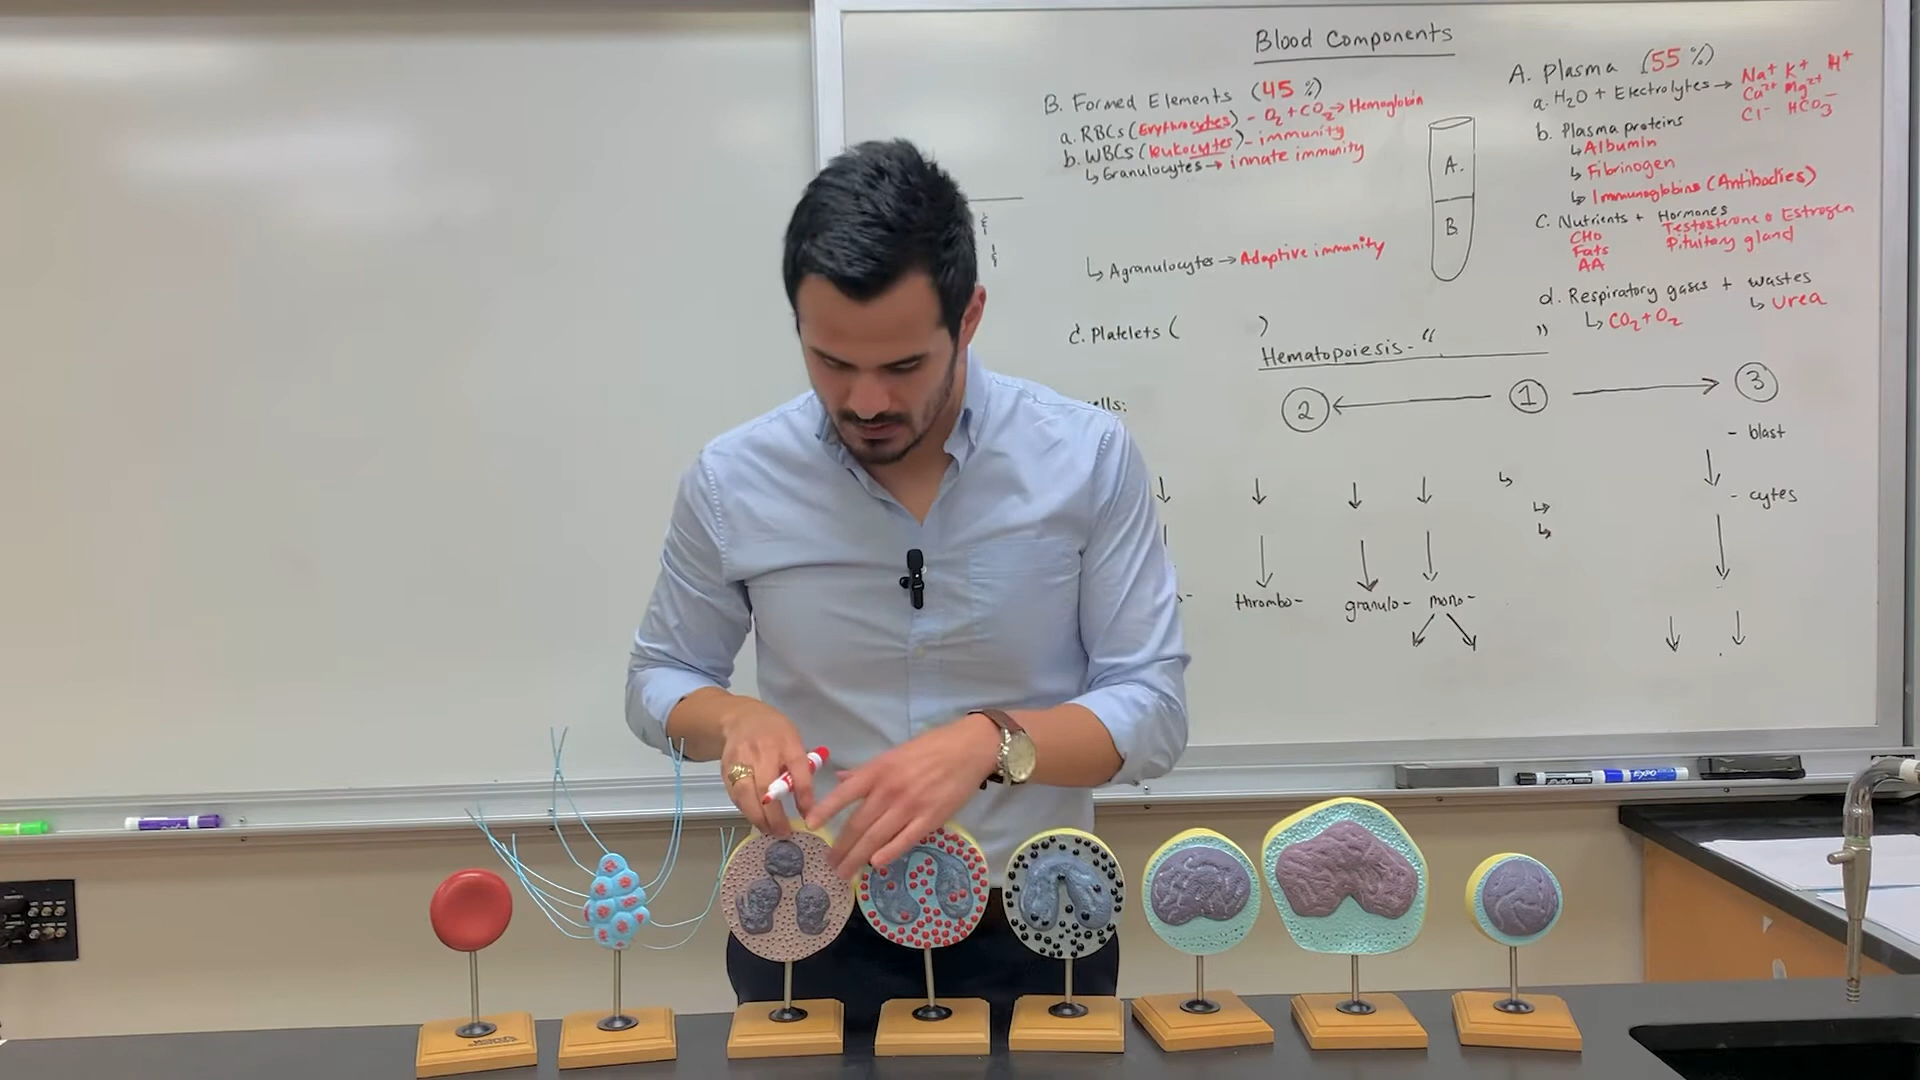 Blood Components
B. Formed Elements (45 %)
a. RBCs (Erythrocytes) - O2 + CO2 → Hemoglobin
b. WBCs (leukocytes) - immunity
↳ Granulocytes → innate immunity
↳ Agranulocytes → Adaptive immunity
c. Platelets ( )
A.
B.
A. Plasma (55 %)
a. H2O + Electrolytes → Na+ K+ H+
Ca2+ Mg2+
Cl- HCO3-
b. Plasma proteins
↳ Albumin
↳ Fibrinogen
↳ Immunoglobins (Antibodies)
C. Nutrients + Hormones
CHO Testosterone + Estrogen
Fats Pituitary gland
AA
d. Respiratory gases + wastes
↳ CO2 + O2 ↳ Urea
Hematopoiesis - “ ”
2 ← 1 → 3
ells:
- blast
- cytes
thrombo- granulo- mono-
EXPO